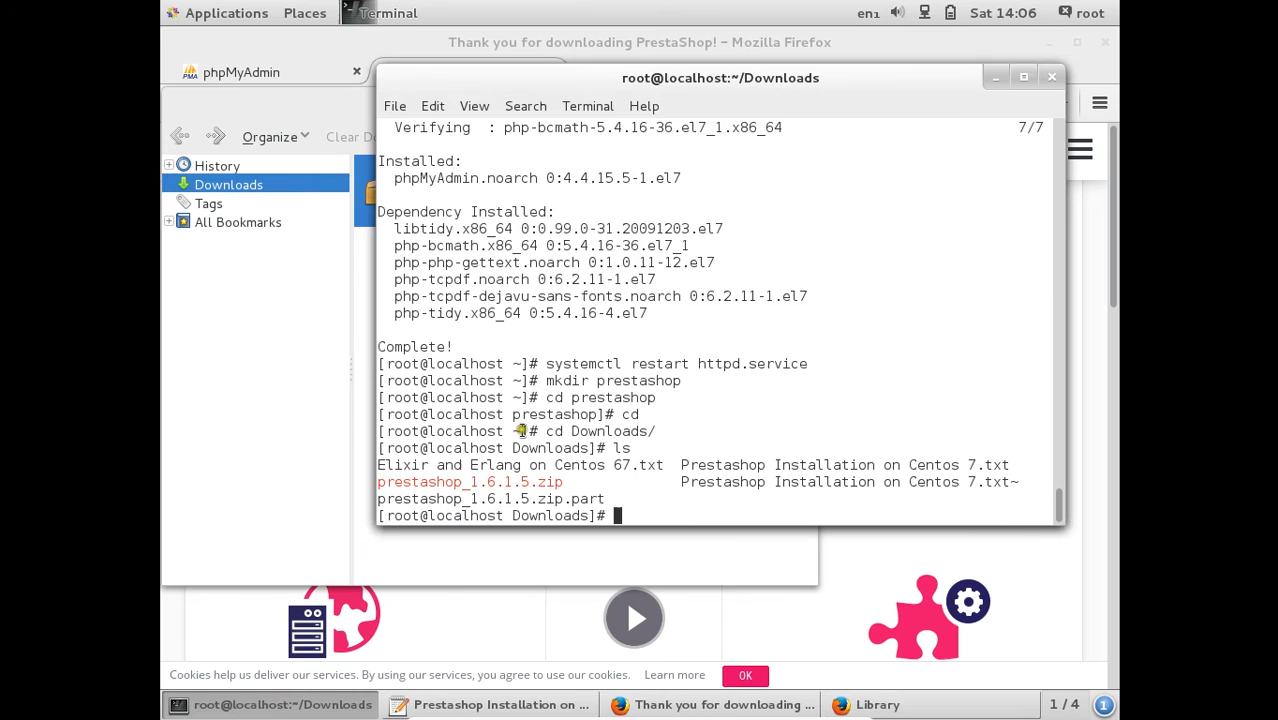 Applications Places Terminal en1 Sat 14:06 root
Thank you for downloading PrestaShop! – Mozilla Firefox
phpMyAdmin
root@localhost:~/Downloads
File Edit View Search Terminal Help
Organize Clear D
History
Downloads
Tags
All Bookmarks
Verifying : php-bcmath-5.4.16-36.el7_1.x86_64 7/7
Installed:
phpMyAdmin.noarch 0:4.4.15.5-1.el7
Dependency Installed:
libtidy.x86_64 0:0.99.0-31.20091203.el7
php-bcmath.x86_64 0:5.4.16-36.el7_1
php-php-gettext.noarch 0:1.0.11-12.el7
php-tcpdf.noarch 0:6.2.11-1.el7
php-tcpdf-dejavu-sans-fonts.noarch 0:6.2.11-1.el7
php-tidy.x86_64 0:5.4.16-4.el7
Complete!
[root@localhost ~]# systemctl restart httpd.service
[root@localhost ~]# mkdir prestashop
[root@localhost ~]# cd prestashop
[root@localhost prestashop]# cd
[root@localhost ~]# cd Downloads/
[root@localhost Downloads]# ls
Elixir and Erlang on Centos 67.txt Prestashop Installation on Centos 7.txt
prestashop_1.6.1.5.zip Prestashop Installation on Centos 7.txt~
prestashop_1.6.1.5.zip.part
[root@localhost Downloads]#
Cookies help us deliver our services. By using our services, you agree to our use of cookies. Learn more OK
root@localhost:~/Downloads Prestashop Installation on ... Thank you for downloading ... Library 1 / 4 1